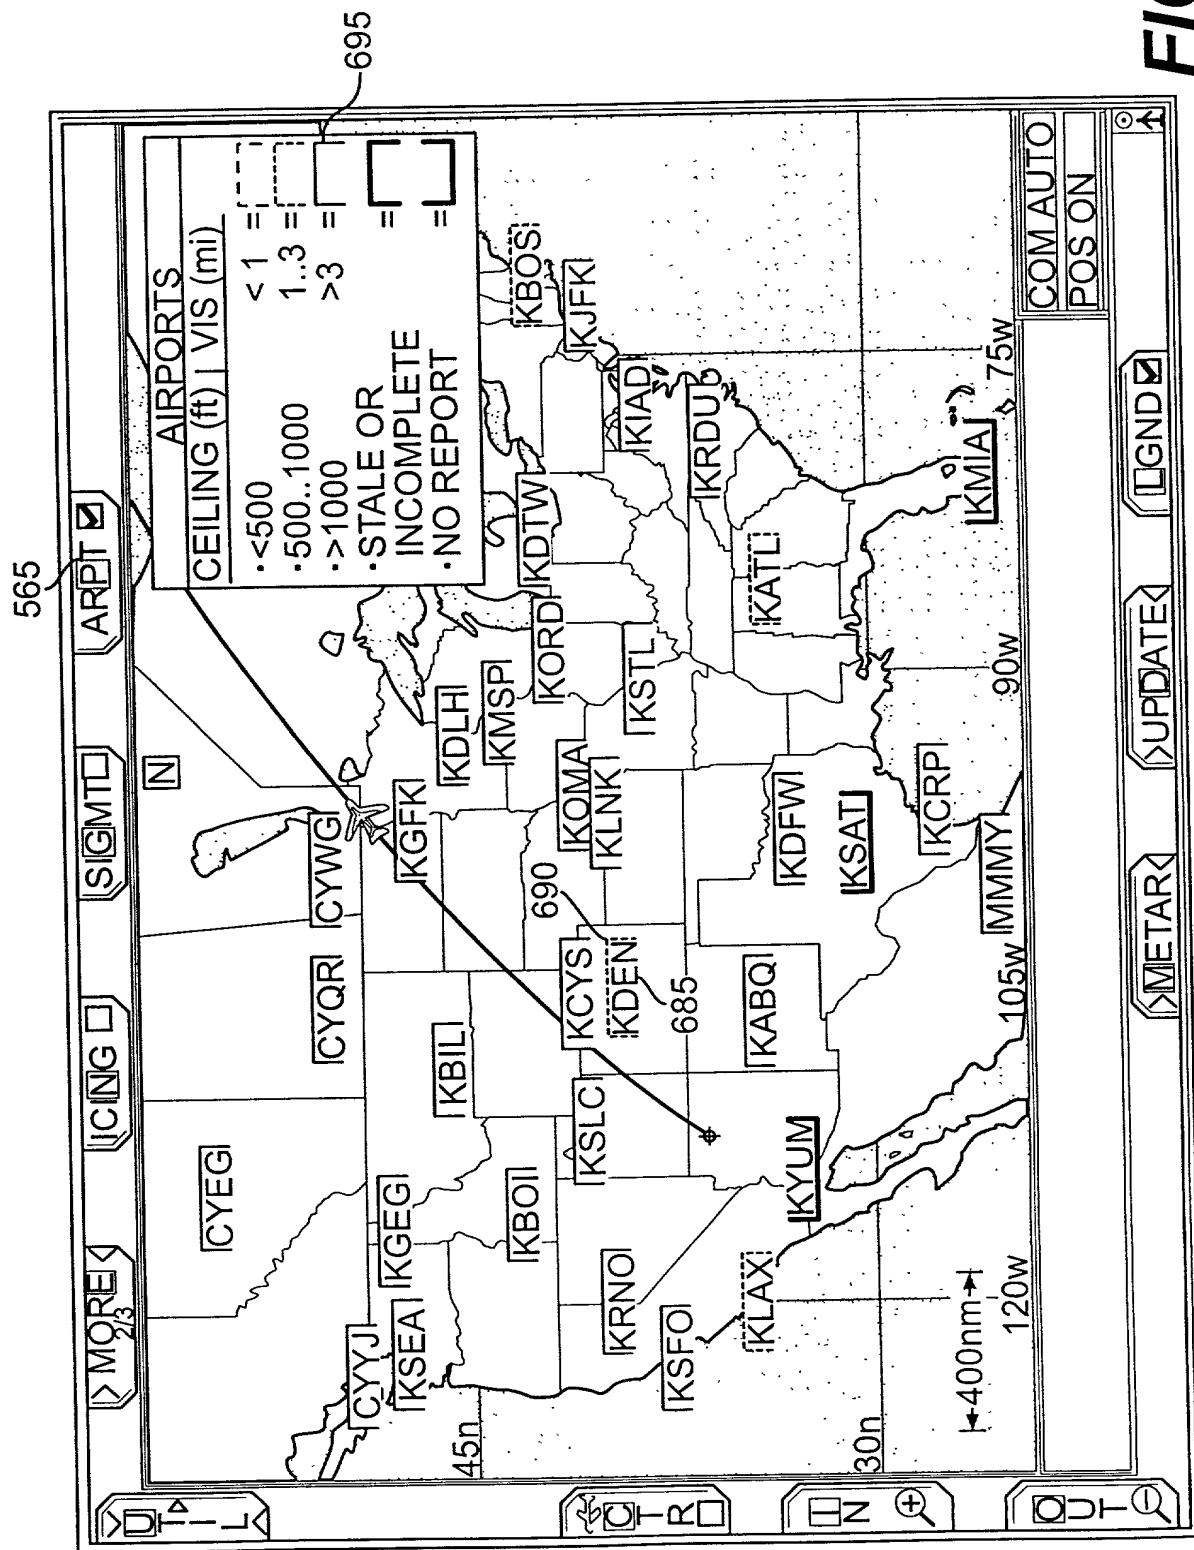 565
> MORE <
2/3
ICING
SIGMT
ARPT
> UTIL <
CTR
IN
OUT
AIRPORTS
CEILING (ft) | VIS (mi)
· <500 < 1 =
· 500..1000 1..3 =
· >1000 >3 =
· STALE OR
INCOMPLETE =
· NO REPORT =
695
N
CYEG
CYQR
CYWG
CYYJ
KSEA
KGEG
KGFK
KBIL
KDLH
KMSP
45n
KBOI
KSLC
KCYS
690
KDEN
685
KOMA
KLNK
KORD
KDTW
KBOS
KJFK
KRNO
KSTL
KIAD
KSFO
KRDU
KLAX
KYUM
KABQ
KDFW
KATL
KSAT
30n
KCRP
KMIA
400nm
MMMY
120w
105w
90w
75w
COM AUTO
POS ON
>METAR<
>UPDATE<
LGND